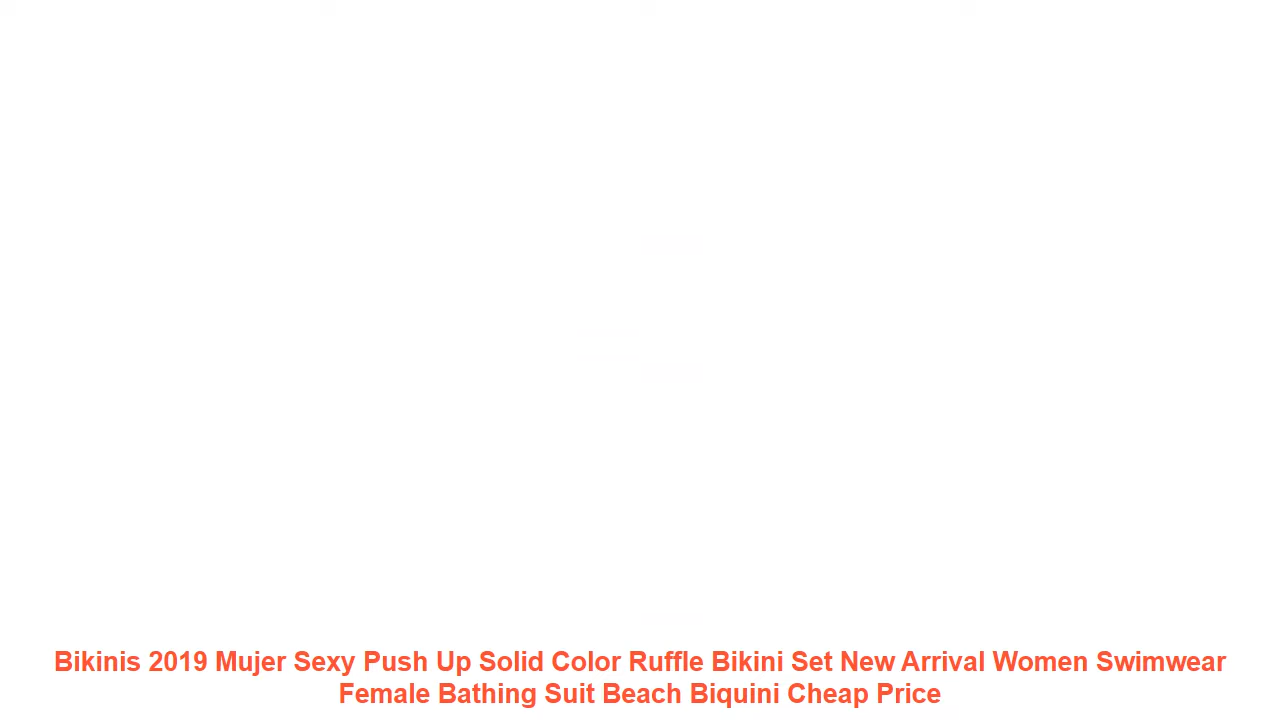 Bikinis 2019 Mujer Sexy Push Up Solid Color Ruffle Bikini Set New Arrival Women Swimwear
Female Bathing Suit Beach Biquini Cheap Price